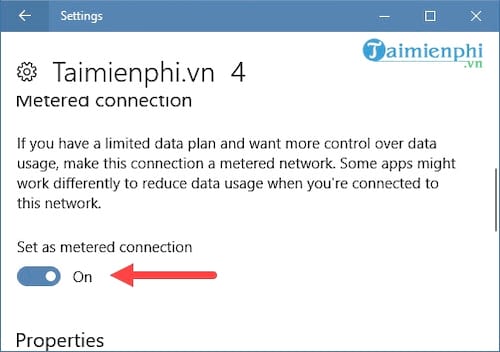 Settings
Taimienphi
.vn
Taimienphi.vn 4
Metered connection
If you have a limited data plan and want more control over data
usage, make this connection a metered network. Some apps might
work differently to reduce data usage when you're connected to
this network.
Set as metered connection
On
Properties